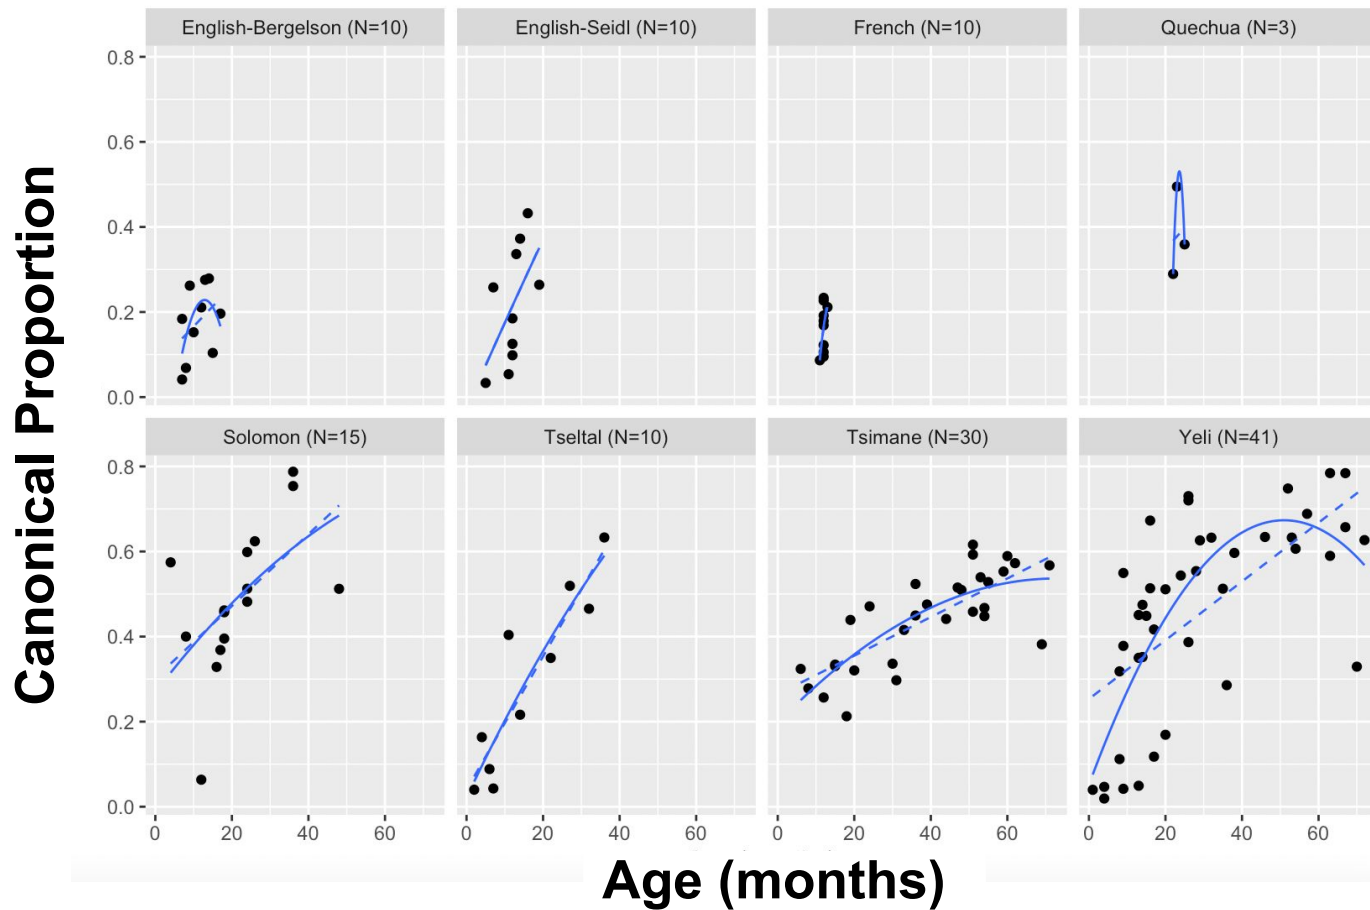 English-Bergelson (N=10)
English-Seidl (N=10)
French (N=10)
Quechua (N=3)
0.8
0.6
0.4
0.2
0.0
Canonical Proportion
Solomon (N=15)
Tseltal (N=10)
Tsimane (N=30)
Yeli (N=41)
0.8
0.6
0.4
0.2
0.0
0 20 40 60
0 20 40 60
0 20 40 60
0 20 40 60
Age (months)